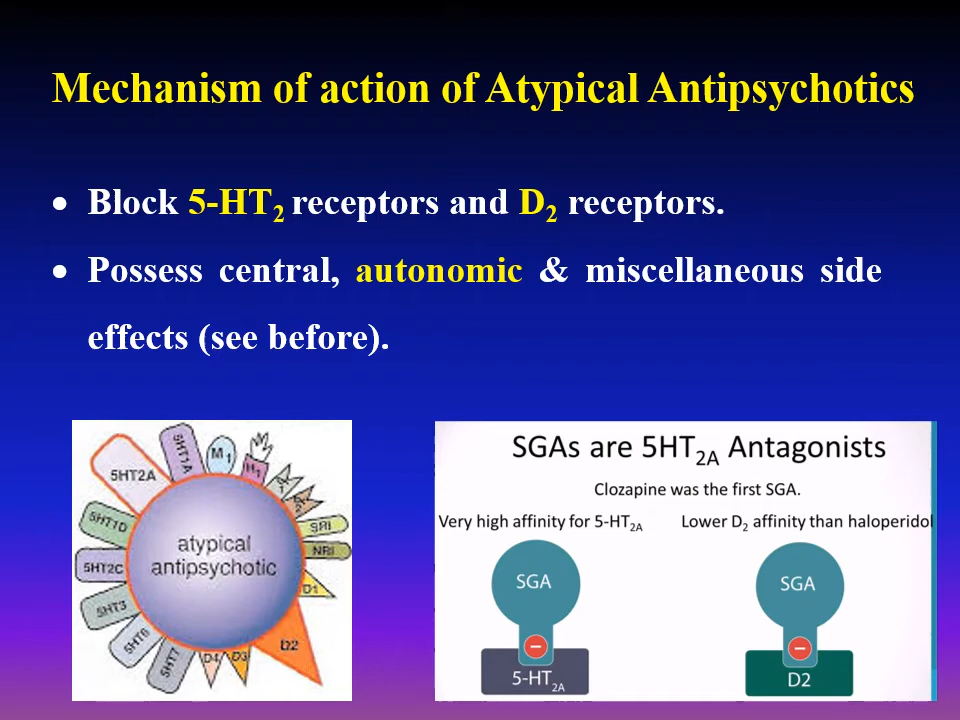 Mechanism of action of Atypical Antipsychotics
• Block 5-HT₂ receptors and D₂ receptors.
• Possess central, autonomic & miscellaneous side
effects (see before).
5HT2A
5HT1A
M1
H1
5HT1D
5HT2C
5HT3
5HT6
5HT7
D4
D3
D2
D1
NRI
SRI
atypical
antipsychotic
SGAs are 5HT₂A Antagonists
Clozapine was the first SGA.
Very high affinity for 5-HT₂A
Lower D₂ affinity than haloperidol
SGA
SGA
5-HT₂A
D2